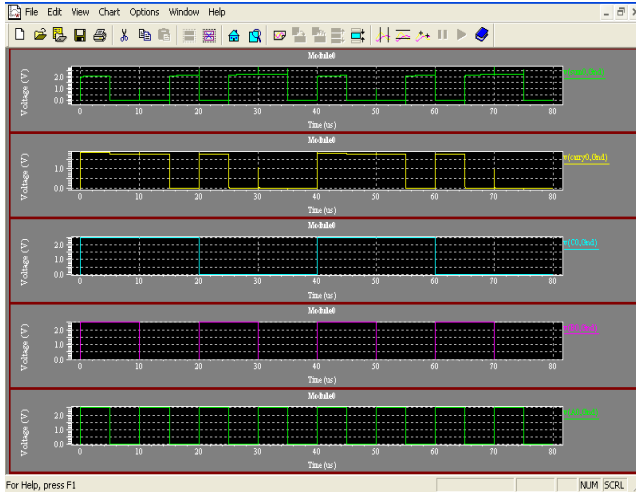 File Edit View Chart Options Window Help
Module0
Voltage (V)
2.0
1.0
0.0
0 10 20 30 40 50 60 70 80
Time (us)
Module0
v(carry0,Gnd)
Voltage (V)
1.0
0.0
0 10 20 30 40 50 60 70 80
Time (us)
Module0
v(C0,Gnd)
Voltage (V)
2.0
1.0
0.0
0 10 20 30 40 50 60 70 80
Time (us)
Module0
Voltage (V)
2.0
1.0
0.0
0 10 20 30 40 50 60 70 80
Time (us)
Module0
Voltage (V)
2.0
1.0
0.0
0 10 20 30 40 50 60 70 80
Time (us)
For Help, press F1
NUM SCRL